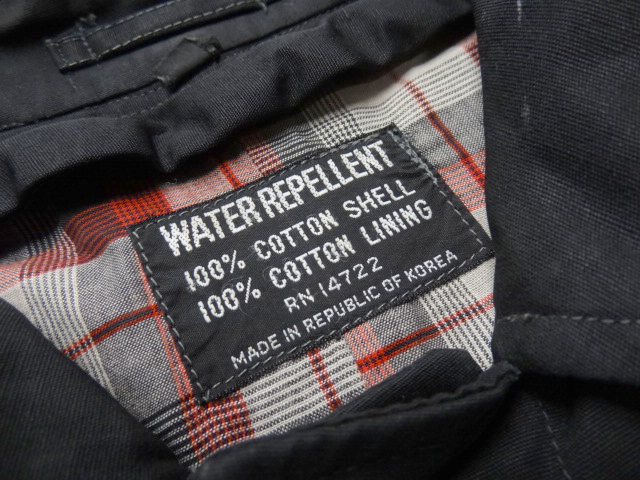 WATER REPELLENT
100% COTTON SHELL
100% COTTON LINING
RN 14722
MADE IN REPUBLIC OF KOREA